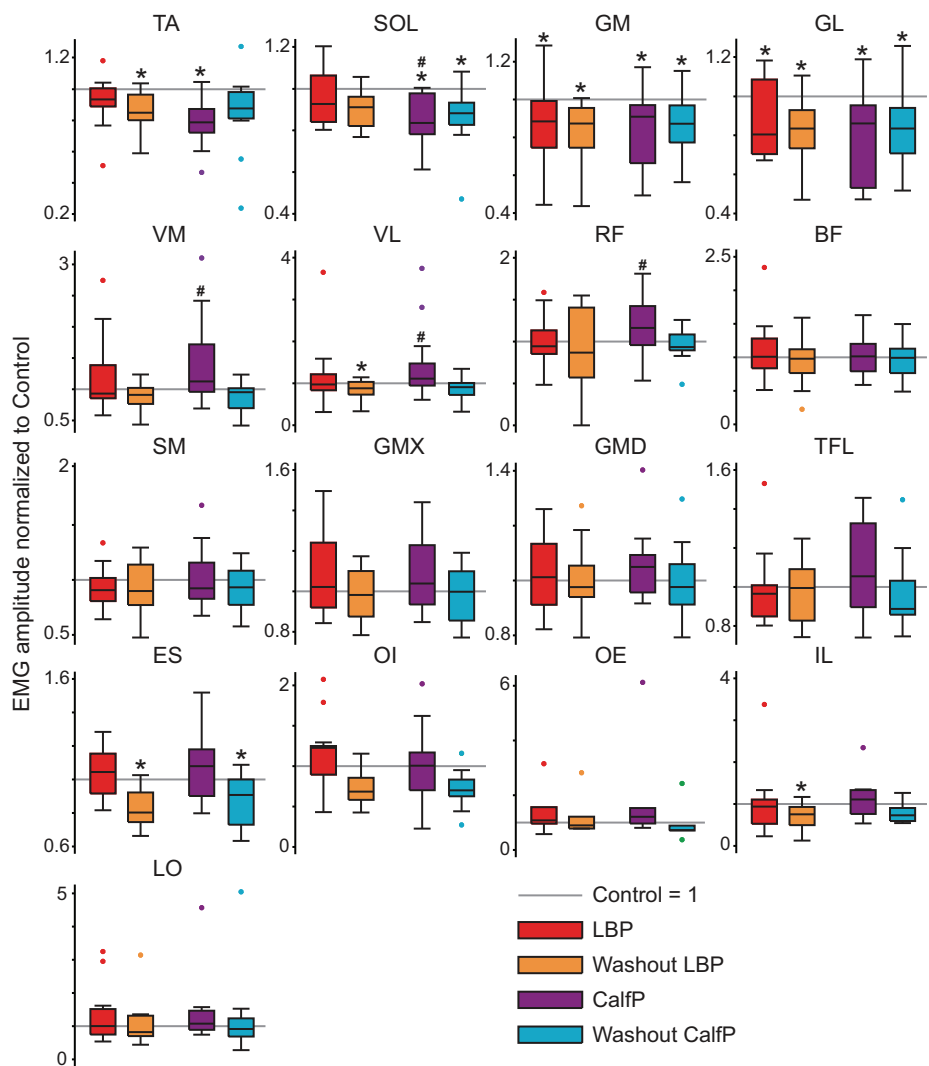 TA SOL GM GL
1.2 1.2 1.2 1.2
* * # * * * * * * * * * *
0.2 0.4 0.4 0.4
VM VL RF BF
3 4 2 2.5
# * # #
0.5 0 0 0
SM GMX GMD TFL
2 1.6 1.4 1.6
0.5 0.8 0.8 0.8
ES OI OE IL
1.6 2 6 4
* * *
0.6 0 0 0
LO
5
0
EMG amplitude normalized to Control
Control = 1
LBP
Washout LBP
CalfP
Washout CalfP